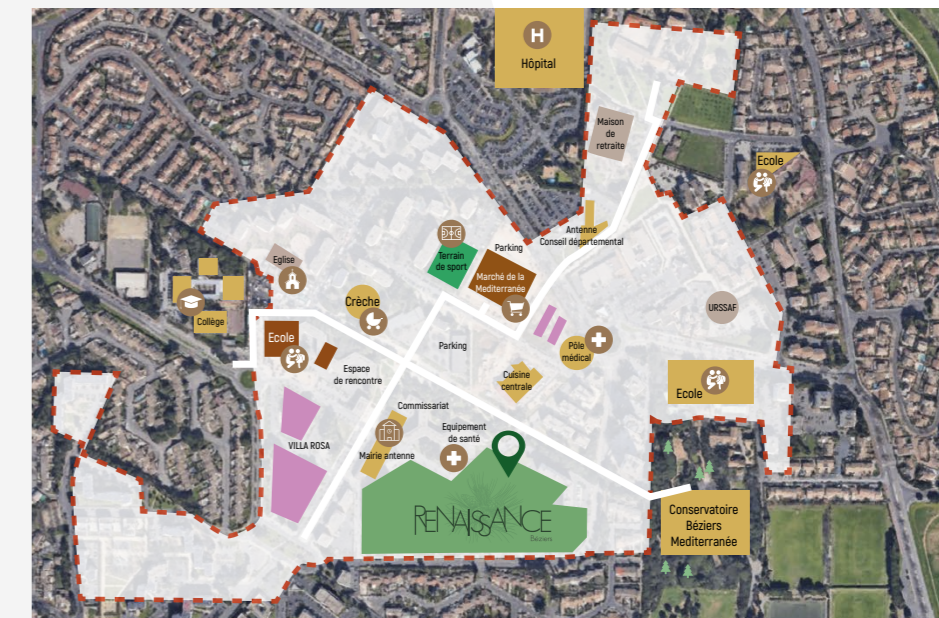 H
Hôpital
Maison
de
retraite
Ecole
Antenne
Conseil départemental
Parking
Terrain
de sport
Marché de la
Mediterranée
Eglise
Crèche
Collège
URSSAF
Ecole
Parking
Pôle
médical
Espace
de rencontre
Cuisine
centrale
Ecole
Commissariat
Equipement
de santé
VILLA ROSA
Mairie antenne
RENAISSANCE
Béziers
Conservatoire
Béziers
Mediterranée